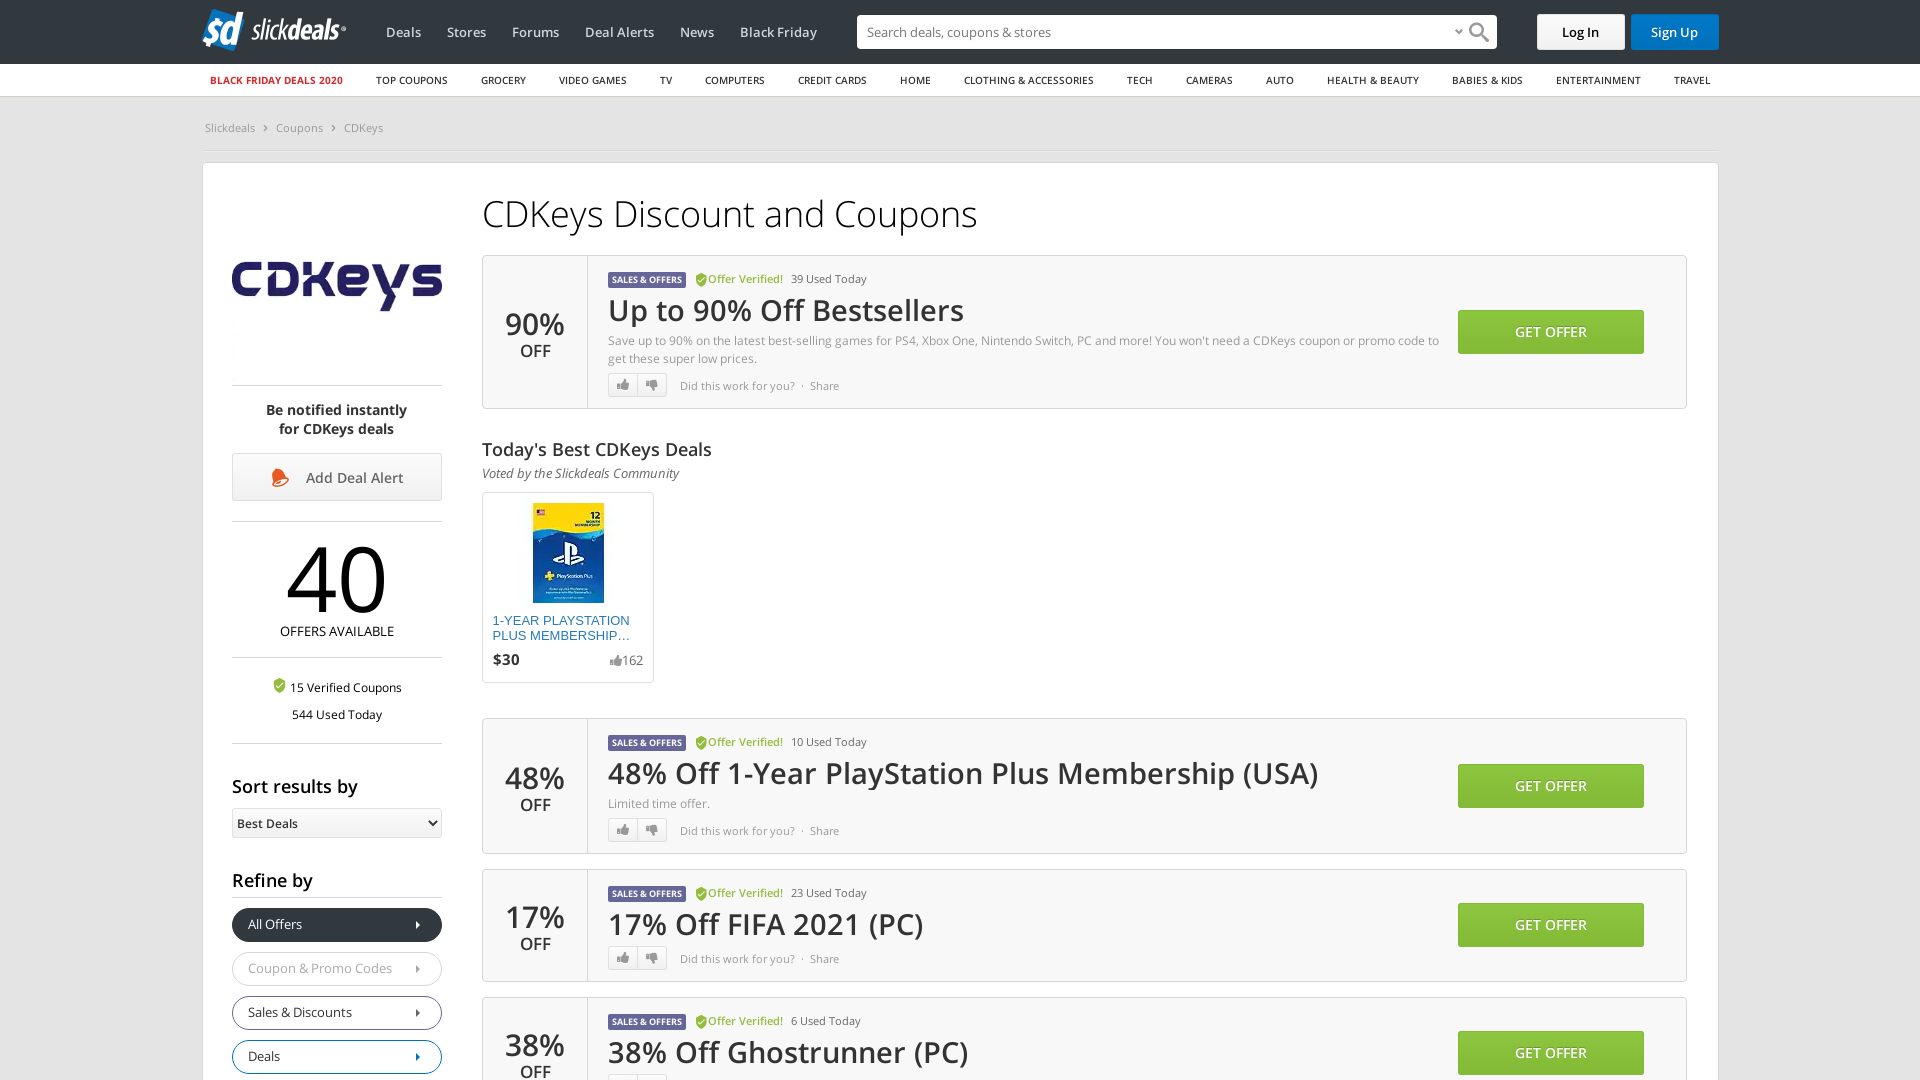 slickdeals
Deals
Stores
Forums
Deal Alerts
News
Black Friday
Search deals, coupons & stores
Log In
Sign Up
BLACK FRIDAY DEALS 2020
TOP COUPONS
GROCERY
VIDEO GAMES
TV
COMPUTERS
CREDIT CARDS
HOME
CLOTHING & ACCESSORIES
TECH
CAMERAS
AUTO
HEALTH & BEAUTY
BABIES & KIDS
ENTERTAINMENT
TRAVEL
Slickdeals > Coupons > CDKeys
CDKeys
Be notified instantly
for CDKeys deals
Add Deal Alert
40
OFFERS AVAILABLE
15 Verified Coupons
544 Used Today
Sort results by
Best Deals
Refine by
All Offers
Coupon & Promo Codes
Sales & Discounts
Deals
CDKeys Discount and Coupons
90%
OFF
SALES & OFFERS Offer Verified! 39 Used Today
Up to 90% Off Bestsellers
Save up to 90% on the latest best-selling games for PS4, Xbox One, Nintendo Switch, PC and more! You won't need a CDKeys coupon or promo code to
get these super low prices.
Did this work for you? · Share
GET OFFER
Today's Best CDKeys Deals
Voted by the Slickdeals Community
12
PlayStation Plus
1-YEAR PLAYSTATION
PLUS MEMBERSHIP…
$30
162
48%
OFF
SALES & OFFERS Offer Verified! 10 Used Today
48% Off 1-Year PlayStation Plus Membership (USA)
Limited time offer.
Did this work for you? · Share
GET OFFER
17%
OFF
SALES & OFFERS Offer Verified! 23 Used Today
17% Off FIFA 2021 (PC)
Did this work for you? · Share
GET OFFER
38%
OFF
SALES & OFFERS Offer Verified! 6 Used Today
38% Off Ghostrunner (PC)
GET OFFER